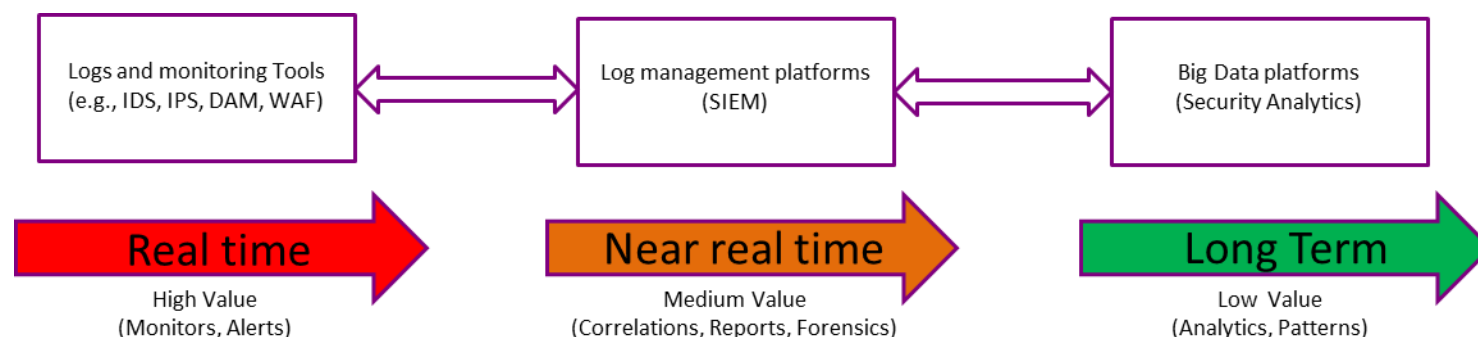 Logs and monitoring Tools
(e.g., IDS, IPS, DAM, WAF)
Log management platforms
(SIEM)
Big Data platforms
(Security Analytics)
Real time
Near real time
Long Term
High Value
(Monitors, Alerts)
Medium Value
(Correlations, Reports, Forensics)
Low Value
(Analytics, Patterns)